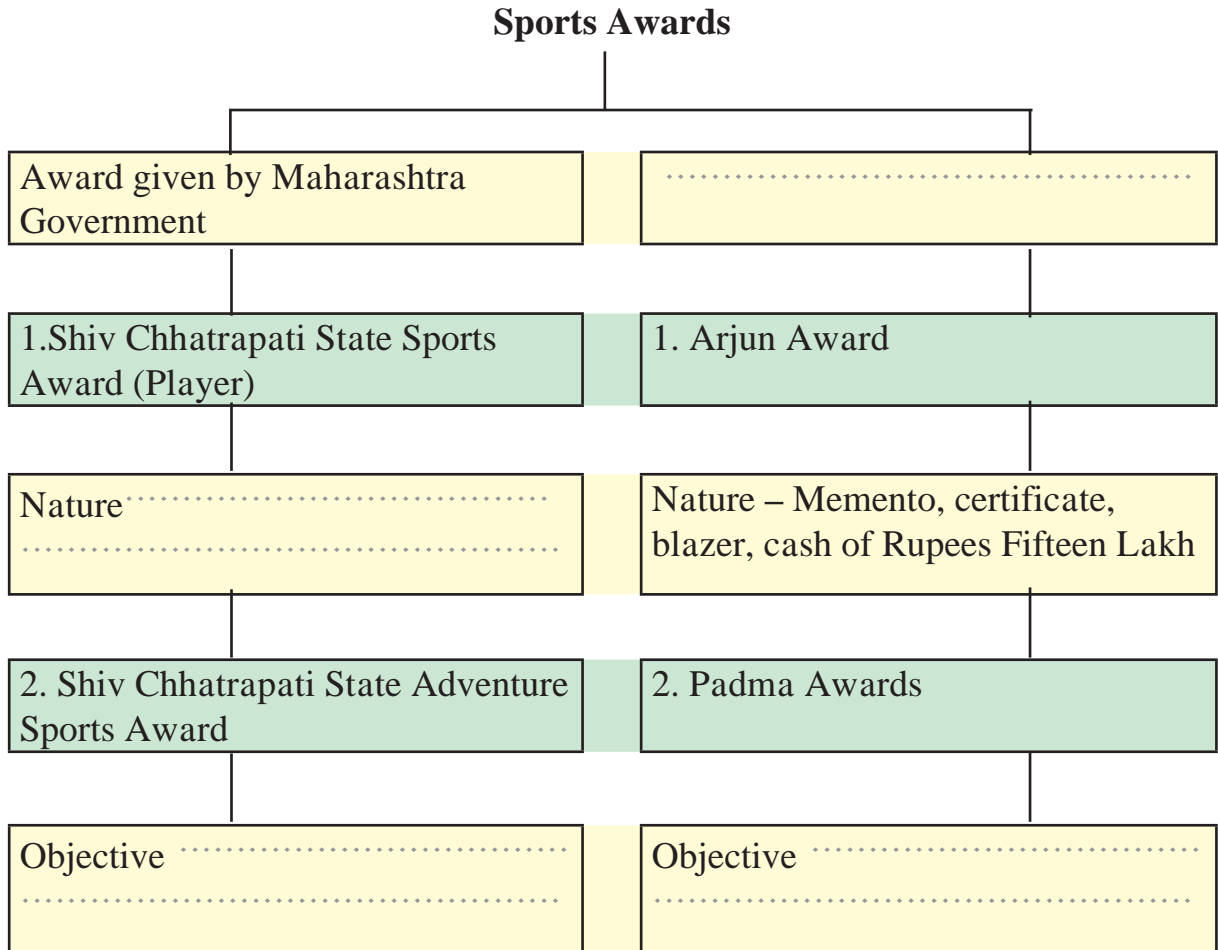 Sports Awards
Award given by Maharashtra
Government
1.Shiv Chhatrapati State Sports
Award (Player)
1. Arjun Award
Nature
Nature – Memento, certificate,
blazer, cash of Rupees Fifteen Lakh
2. Shiv Chhatrapati State Adventure
Sports Award
2. Padma Awards
Objective
Objective